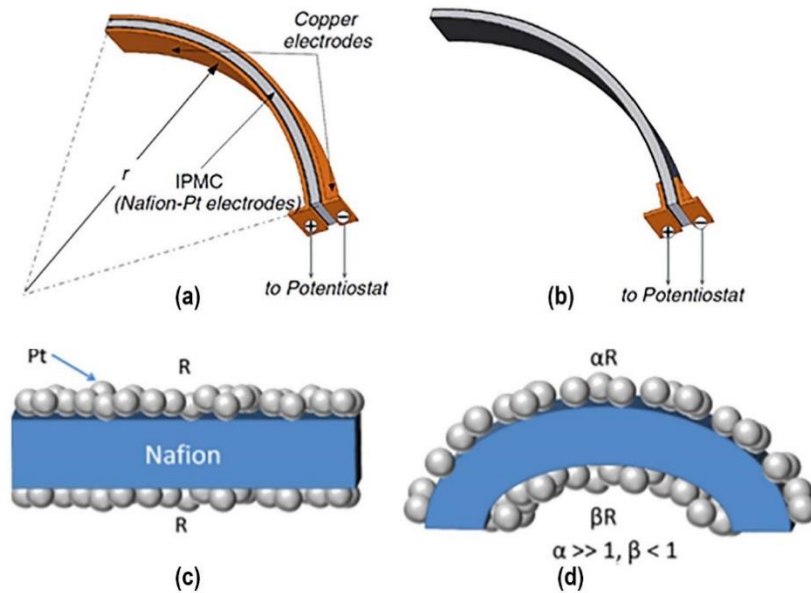 Copper
electrodes
r
IPMC
(Nafion-Pt electrodes)
+
−
to Potentiostat
(a)
+
−
to Potentiostat
(b)
Pt
R
Nafion
R
(c)
αR
βR
α >> 1, β < 1
(d)